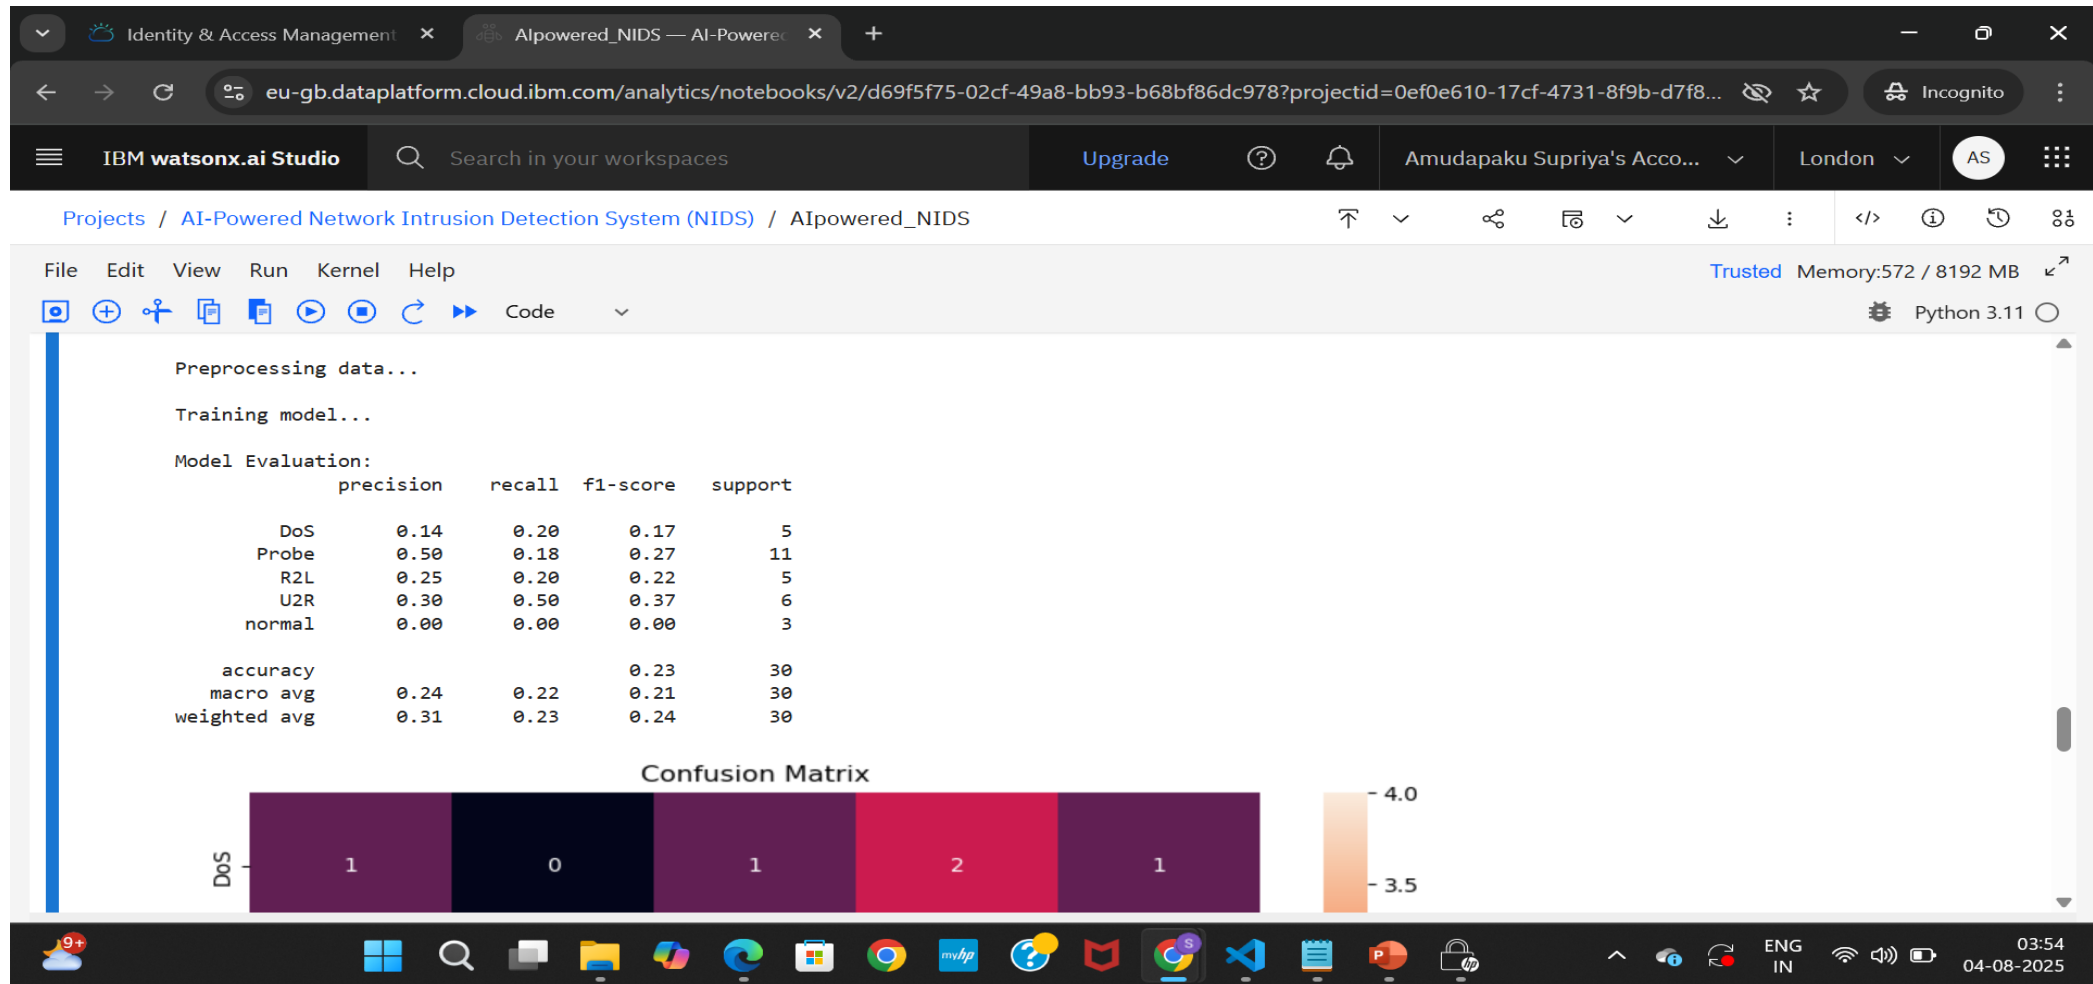 Identity & Access Management
AIpowered_NIDS — AI-Powered
eu-gb.dataplatform.cloud.ibm.com/analytics/notebooks/v2/d69f5f75-02cf-49a8-bb93-b68bf86dc978?projectid=0ef0e610-17cf-4731-8f9b-d7f8...
Incognito
IBM watsonx.ai Studio
Search in your workspaces
Upgrade
Amudapaku Supriya's Acco...
London
AS
Projects / AI-Powered Network Intrusion Detection System (NIDS) / AIpowered_NIDS
File Edit View Run Kernel Help
Trusted Memory:572 / 8192 MB
Code
Python 3.11
Preprocessing data...
Training model...
Model Evaluation:
precision recall f1-score support
DoS 0.14 0.20 0.17 5
Probe 0.50 0.18 0.27 11
R2L 0.25 0.20 0.22 5
U2R 0.30 0.50 0.37 6
normal 0.00 0.00 0.00 3
accuracy 0.23 30
macro avg 0.24 0.22 0.21 30
weighted avg 0.31 0.23 0.24 30
Confusion Matrix
4.0
DoS 1 0 1 2 1
3.5
9+
myhp
S
P
hp
ENG
IN
03:54
04-08-2025